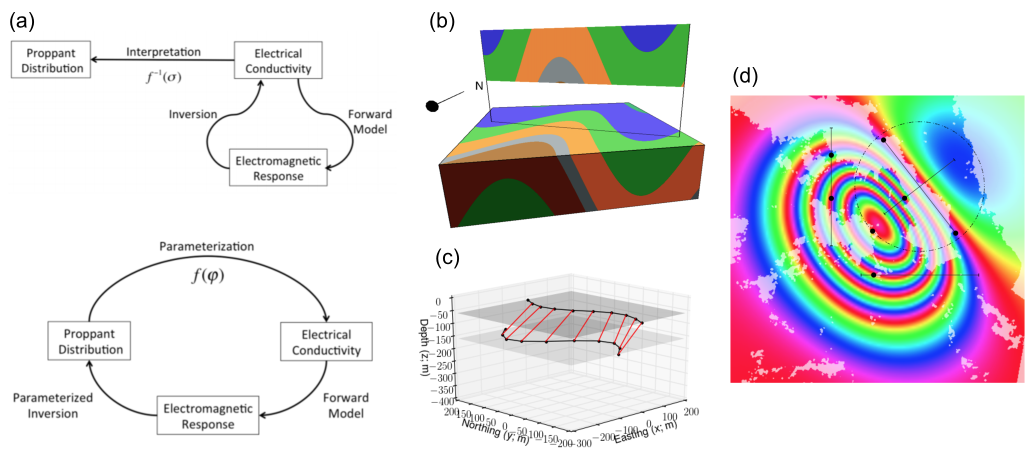 (a)
Proppant
Distribution
Interpretation
f⁻¹(σ)
Electrical
Conductivity
Inversion
Forward
Model
Electromagnetic
Response
Parameterization
f(φ)
Proppant
Distribution
Electrical
Conductivity
Parameterized
Inversion
Electromagnetic
Response
Forward
Model
(b)
N
(c)
0
−50
−100
−150
−200
−250
−300
−350
−400
Depth (z; m)
200
150
100
50
0
−50
−100
−150
−200
Northing (y; m)
−300
−200
−100
0
100
200
Easting (x; m)
(d)